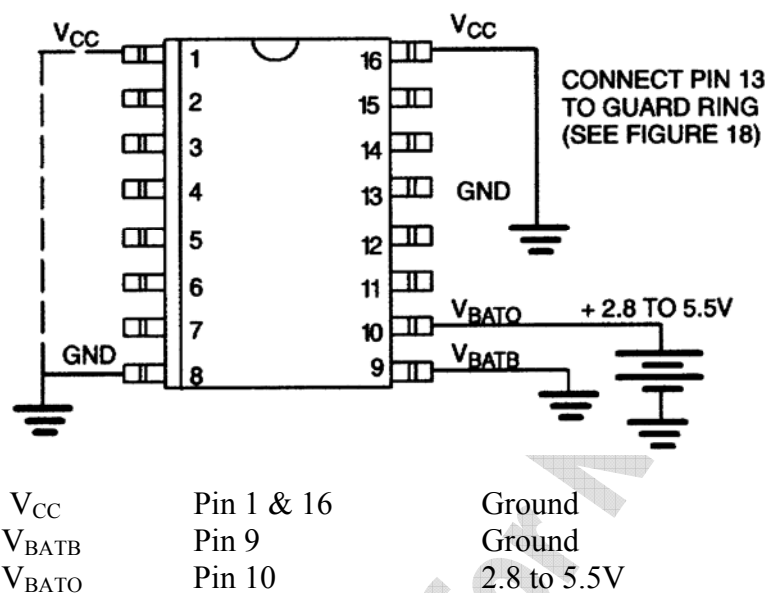 VCC
VCC
1 16
2 15
3 14
4 13
5 12
6 11
7 10
8 9
CONNECT PIN 13
TO GUARD RING
(SEE FIGURE 18)
GND
VBATO + 2.8 TO 5.5V
VBATB
GND
VCC Pin 1 & 16 Ground
VBATB Pin 9 Ground
VBATO Pin 10 2.8 to 5.5V